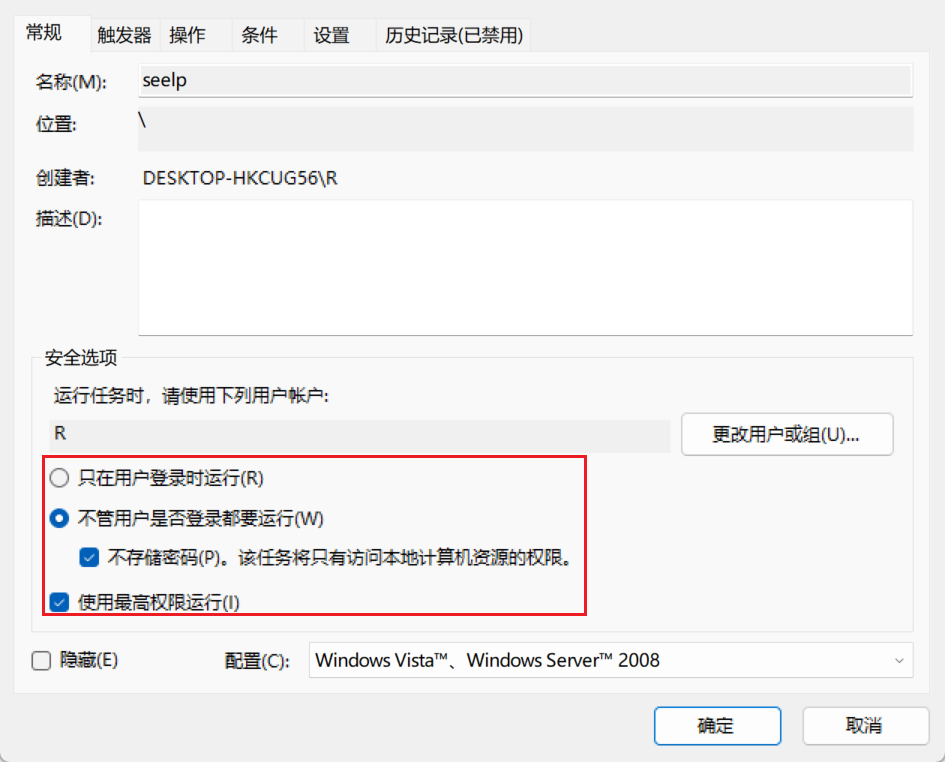 常规 触发器 操作 条件 设置 历史记录(已禁用)
名称(M): seelp
位置: \
创建者: DESKTOP-HKCUG56\R
描述(D):
安全选项
运行任务时，请使用下列用户帐户:
R 更改用户或组(U)...
只在用户登录时运行(R)
不管用户是否登录都要运行(W)
不存储密码(P)。该任务将只有访问本地计算机资源的权限。
使用最高权限运行(I)
隐藏(E) 配置(C): Windows Vista™、Windows Server™ 2008
确定 取消